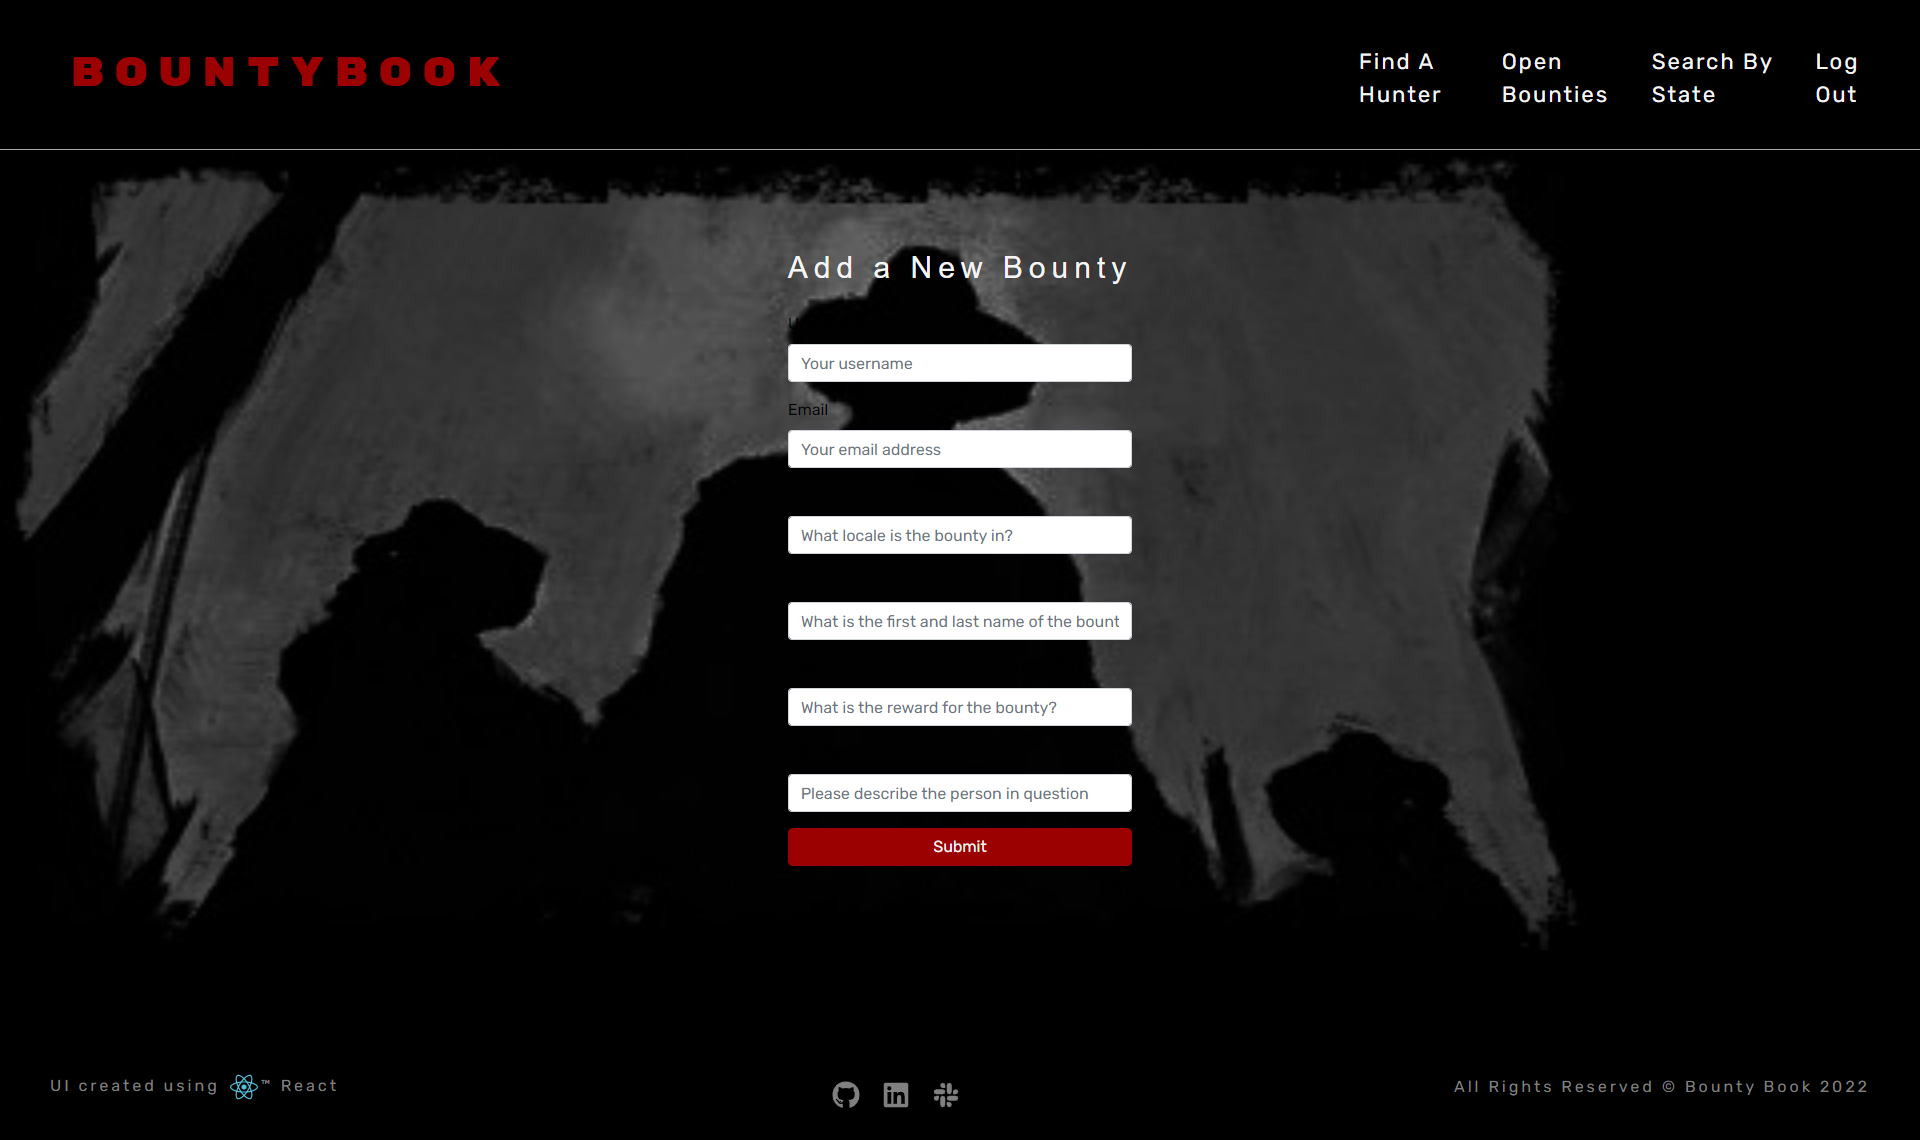 BOUNTYBOOK
Find A
Hunter
Open
Bounties
Search By
State
Log
Out
Add a New Bounty
Your username
Email
Your email address
What locale is the bounty in?
What is the first and last name of the bount
What is the reward for the bounty?
Please describe the person in question
Submit
UI created using ™ React
All Rights Reserved © Bounty Book 2022